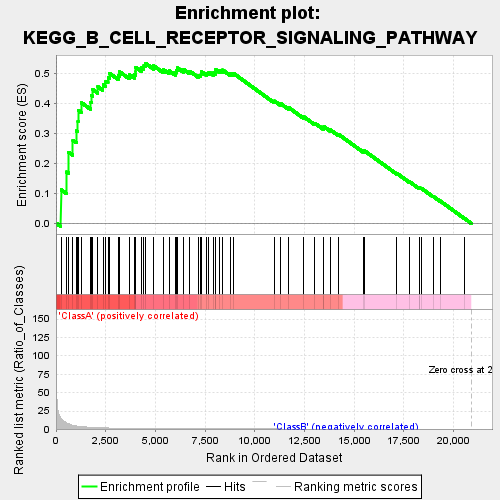 Enrichment plot:
KEGG_B_CELL_RECEPTOR_SIGNALING_PATHWAY
Enrichment score (ES)
0.5
0.4
0.3
0.2
0.1
0.0
'ClassA' (positively correlated)
Ranked list metric (Ratio_of_Classes)
150
125
100
75
50
25
0
Zero cross at 2
'ClassB' (negatively correlated)
0 2,500 5,000 7,500 10,000 12,500 15,000 17,500 20,000
Rank in Ordered Dataset
Enrichment profile Hits Ranking metric scores